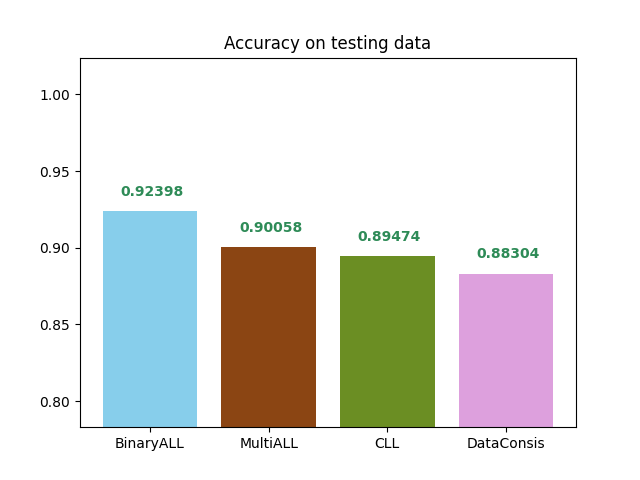 Accuracy on testing data
1.00
0.95
0.90
0.85
0.80
0.92398
0.90058
0.89474
0.88304
BinaryALL
MultiALL
CLL
DataConsis